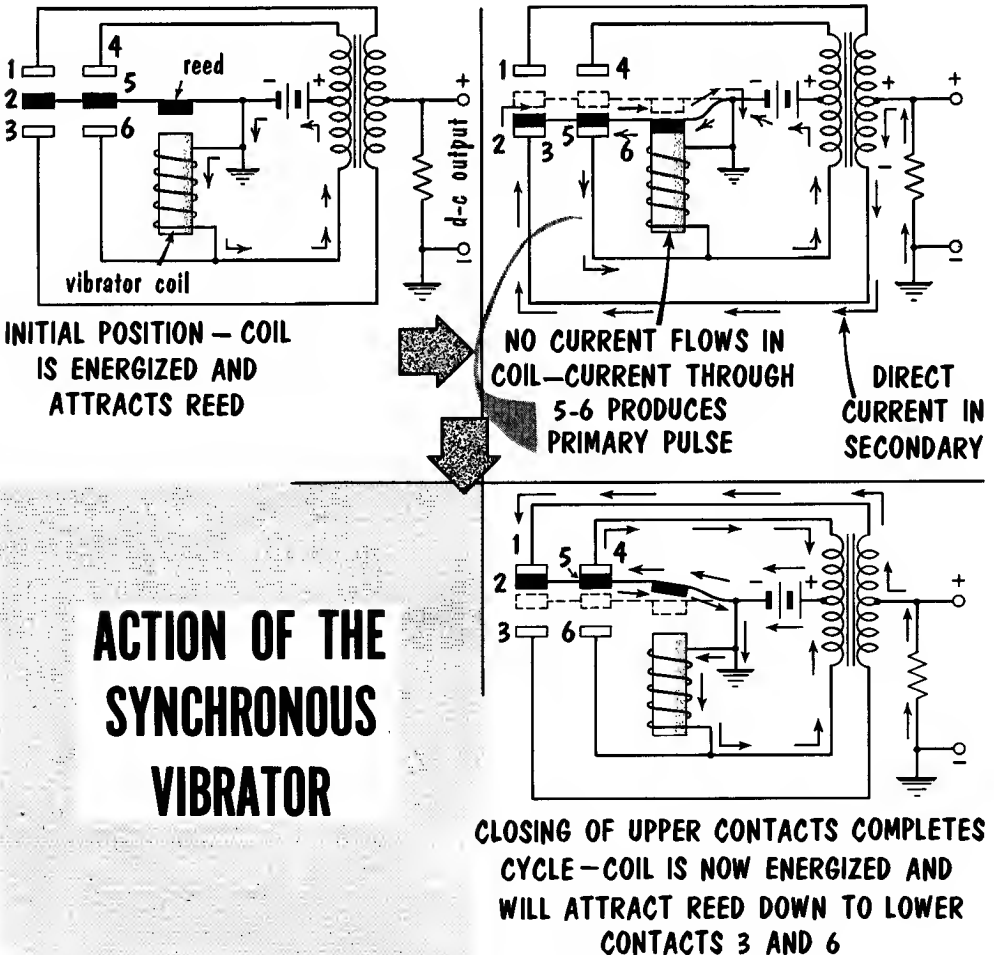 1
2
3
4
5
6
reed
-
+
+
d-c output
-
vibrator coil
INITIAL POSITION — COIL
IS ENERGIZED AND
ATTRACTS REED
1
2
3
4
5
6
-
+
+
-
-
NO CURRENT FLOWS IN
COIL—CURRENT THROUGH
5-6 PRODUCES
PRIMARY PULSE
DIRECT
CURRENT IN
SECONDARY
ACTION OF THE
SYNCHRONOUS
VIBRATOR
1
2
3
5
4
6
-
+
+
-
CLOSING OF UPPER CONTACTS COMPLETES
CYCLE—COIL IS NOW ENERGIZED AND
WILL ATTRACT REED DOWN TO LOWER
CONTACTS 3 AND 6